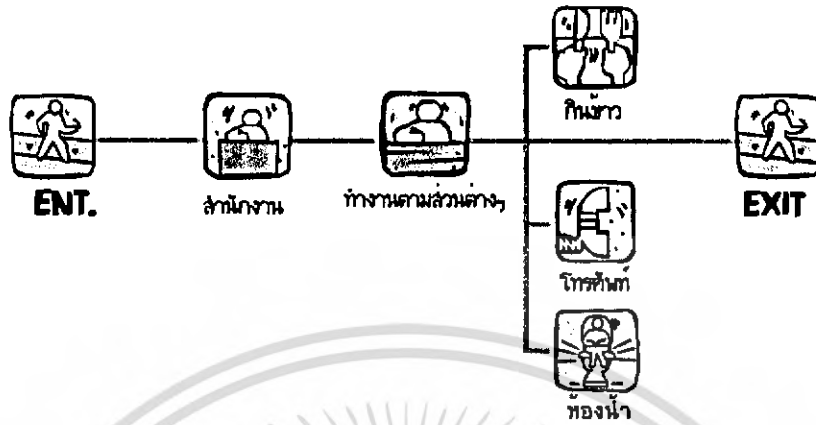 กินข้าว
ENT.
สำนักงาน
ทำงานตามส่วนต่างๆ
EXIT
โทรศัพท์
ห้องน้ำ